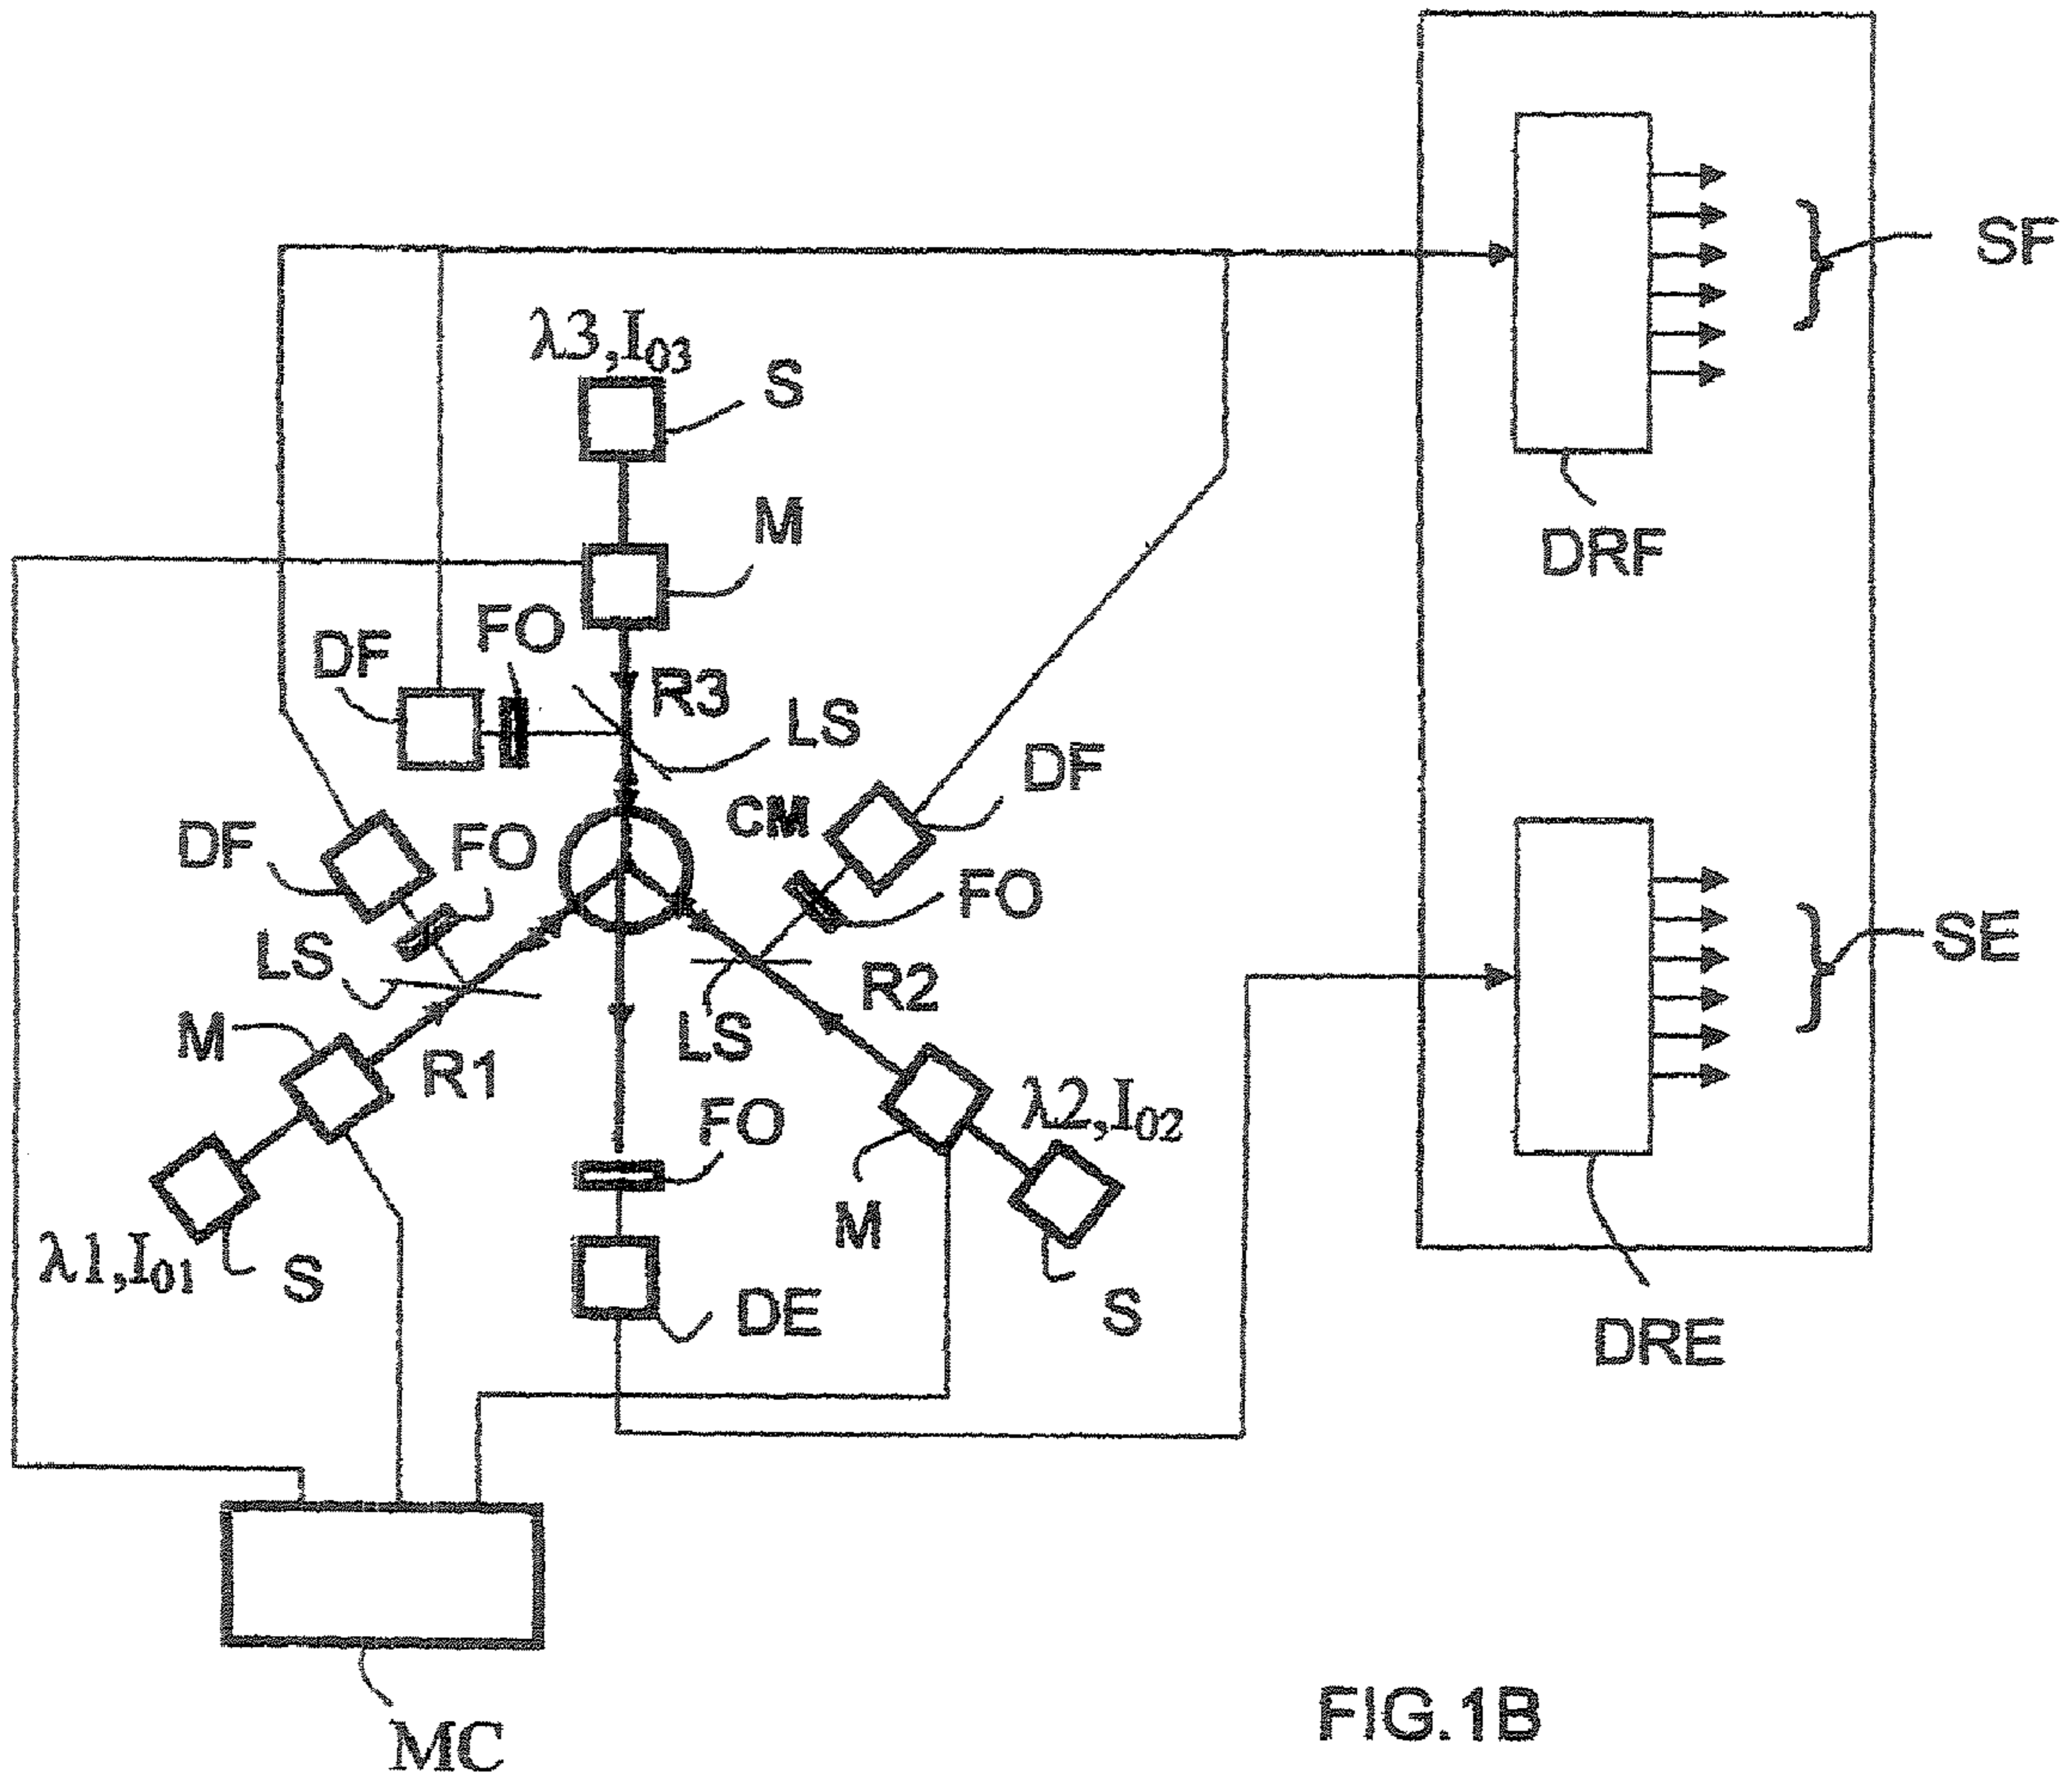 SF
λ3,I03
S
M
DRF
FO
DF
R3
LS
DF
CM
DF
FO
FO
SE
LS
R2
M
LS
R1
λ2,I02
FO
M
λ1,I01
S
DE
S
DRE
MC
FIG.1B